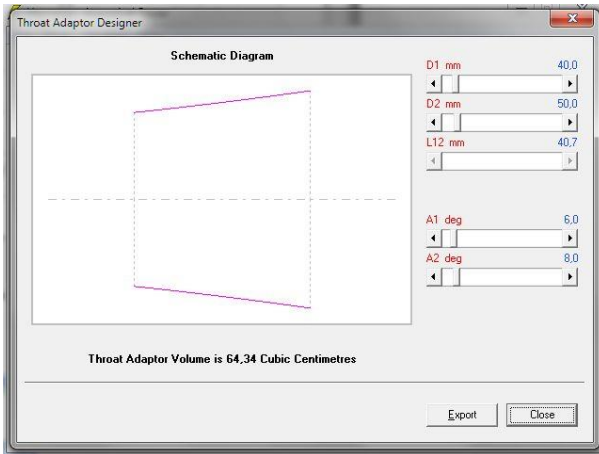 Throat Adaptor Designer
Schematic Diagram
D1 mm 40,0
D2 mm 50,0
L12 mm 40,7
A1 deg 6,0
A2 deg 8,0
Throat Adaptor Volume is 64,34 Cubic Centimetres
Export
Close